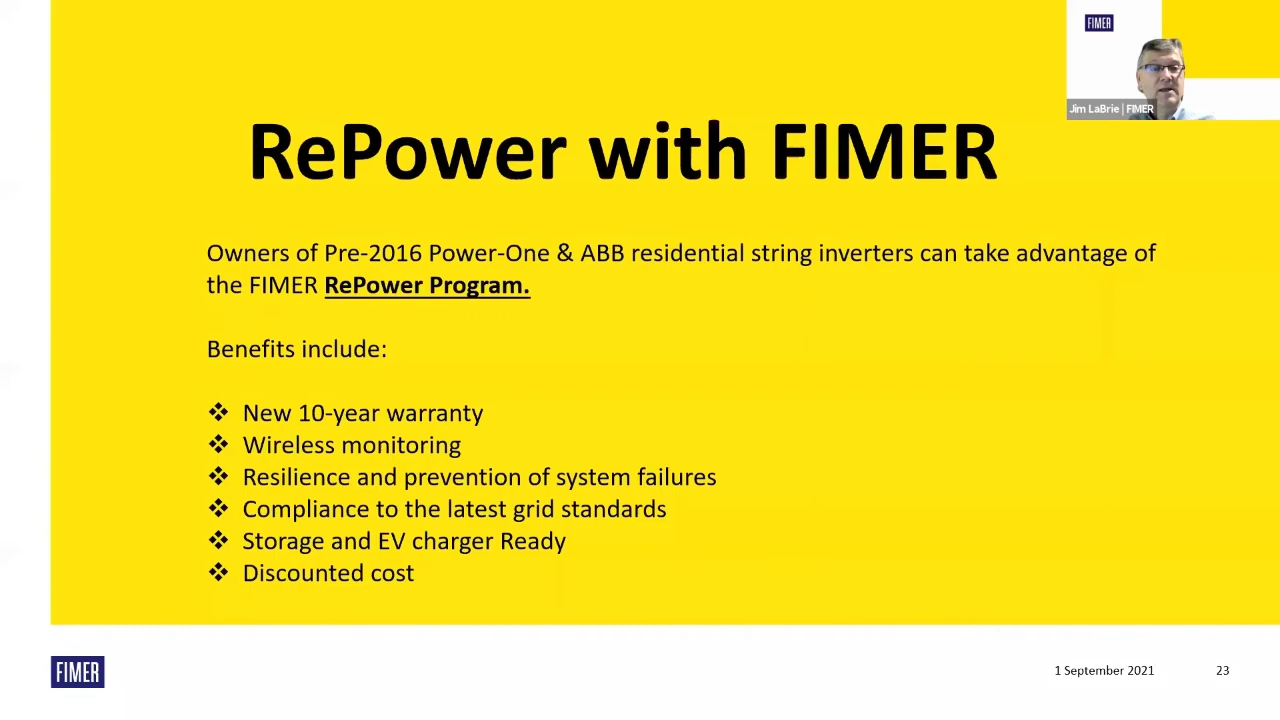 FIMER
Jim LaBrie | FIMER
RePower with FIMER
Owners of Pre-2016 Power-One & ABB residential string inverters can take advantage of
the FIMER RePower Program.
Benefits include:
❖ New 10-year warranty
❖ Wireless monitoring
❖ Resilience and prevention of system failures
❖ Compliance to the latest grid standards
❖ Storage and EV charger Ready
❖ Discounted cost
FIMER
1 September 2021
23